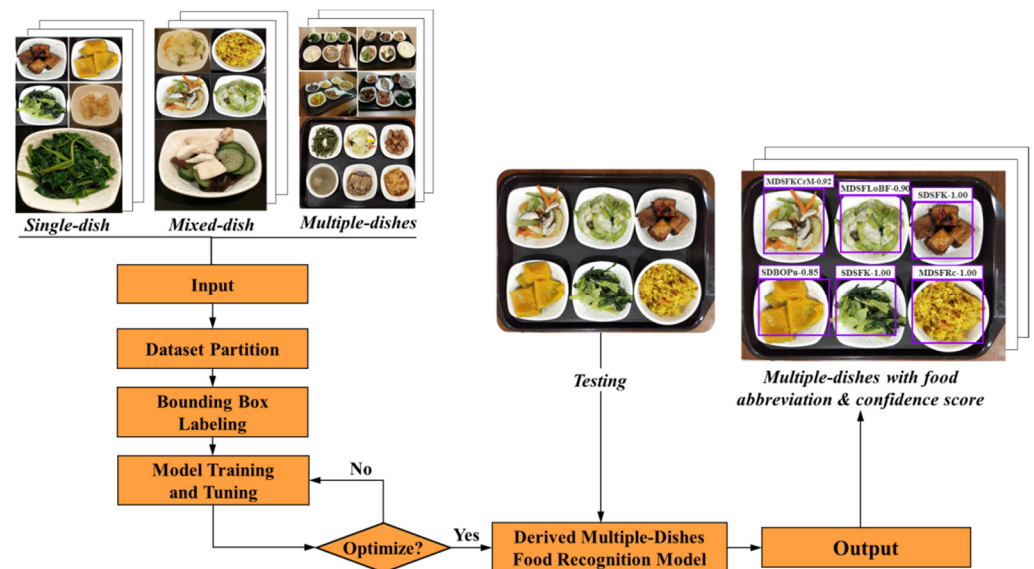 Single-dish
Mixed-dish
Multiple-dishes
Input
Dataset Partition
Bounding Box
Labeling
Model Training
and Tuning
No
Optimize?
Yes
Testing
Derived Multiple-Dishes
Food Recognition Model
Output
MDSFKCrM-0.92
MDSFLoBF-0.90
SDSFK-1.00
SDBOPu-0.85
SDSFK-1.00
MDSFRc-1.00
Multiple-dishes with food
abbreviation & confidence score